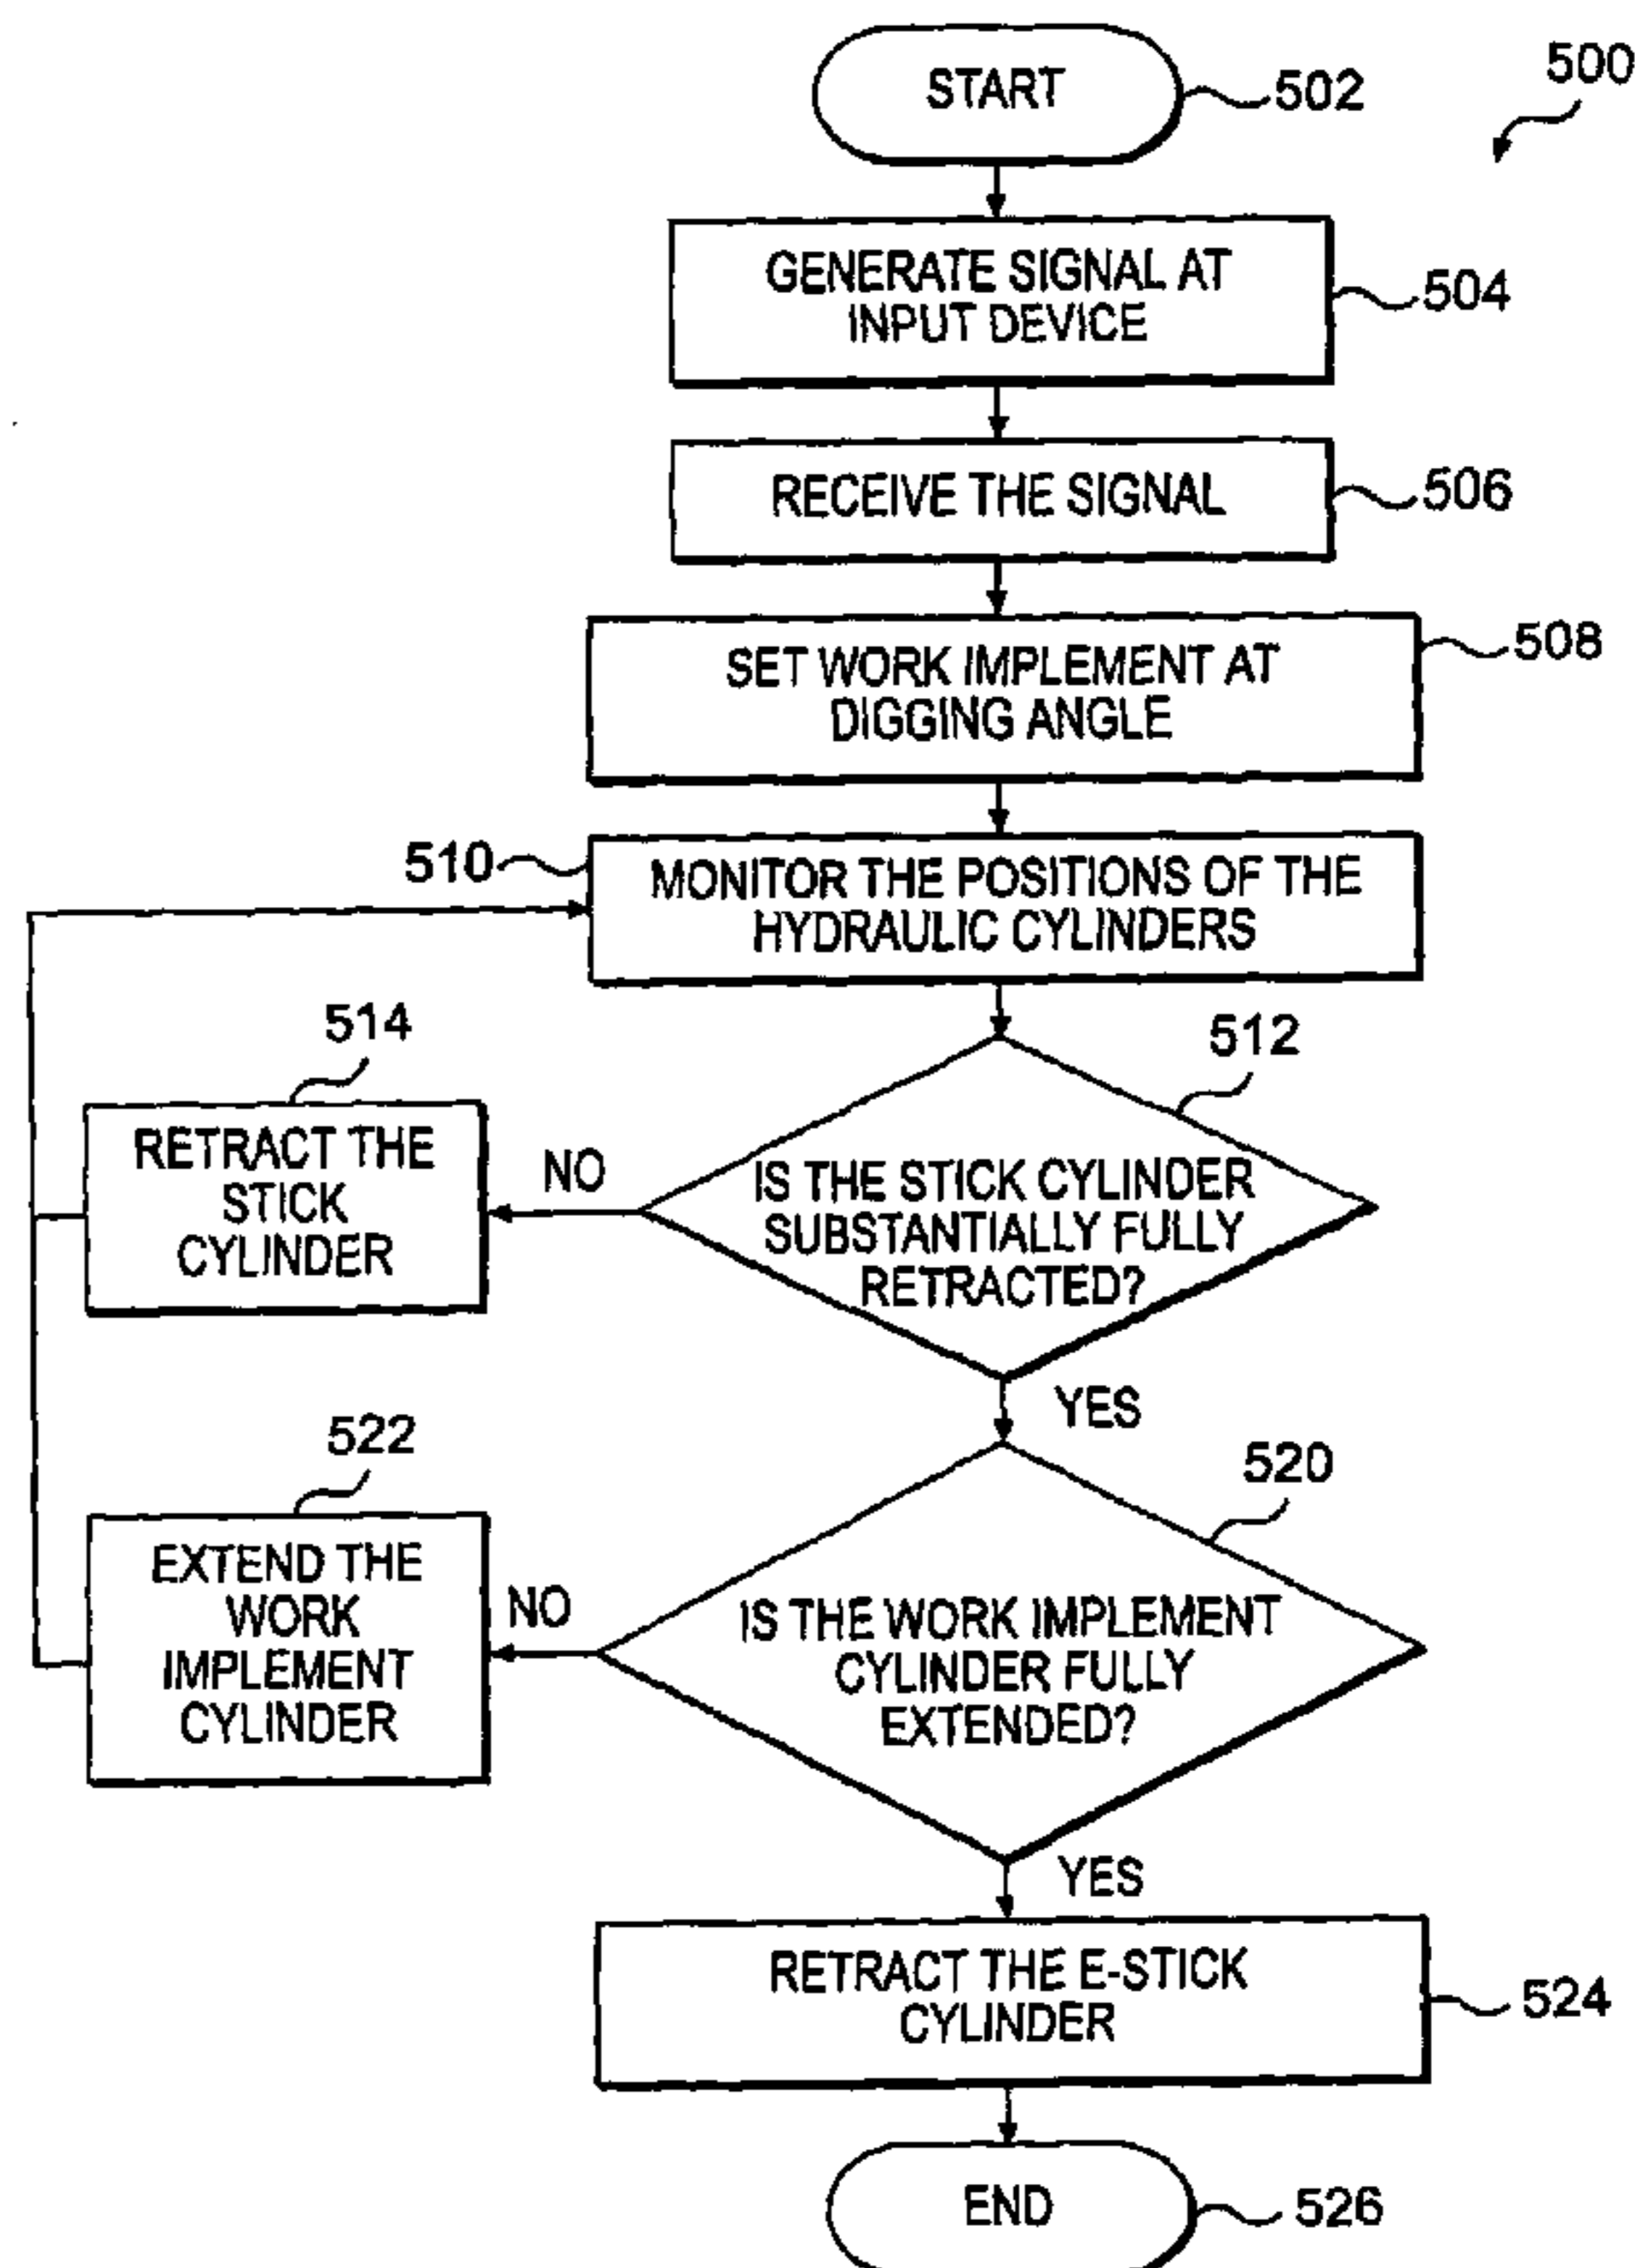 500
START
502
GENERATE SIGNAL AT
INPUT DEVICE
504
RECEIVE THE SIGNAL
506
SET WORK IMPLEMENT AT
DIGGING ANGLE
508
510
MONITOR THE POSITIONS OF THE
HYDRAULIC CYLINDERS
512
IS THE STICK CYLINDER
SUBSTANTIALLY FULLY
RETRACTED?
NO
514
RETRACT THE
STICK
CYLINDER
YES
520
IS THE WORK IMPLEMENT
CYLINDER FULLY
EXTENDED?
NO
522
EXTEND THE
WORK
IMPLEMENT
CYLINDER
YES
RETRACT THE E-STICK
CYLINDER
524
END
526